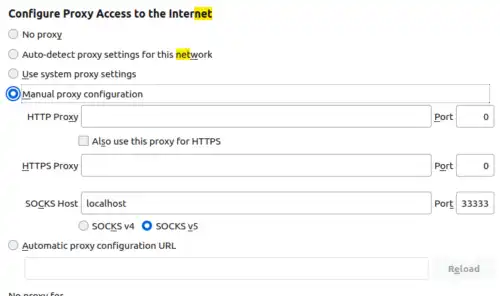 Configure Proxy Access to the Internet
No proxy
Auto-detect proxy settings for this network
Use system proxy settings
Manual proxy configuration
HTTP Proxy Port 0
Also use this proxy for HTTPS
HTTPS Proxy Port 0
SOCKS Host localhost Port 33333
SOCKS v4 SOCKS v5
Automatic proxy configuration URL
Reload
No proxy for